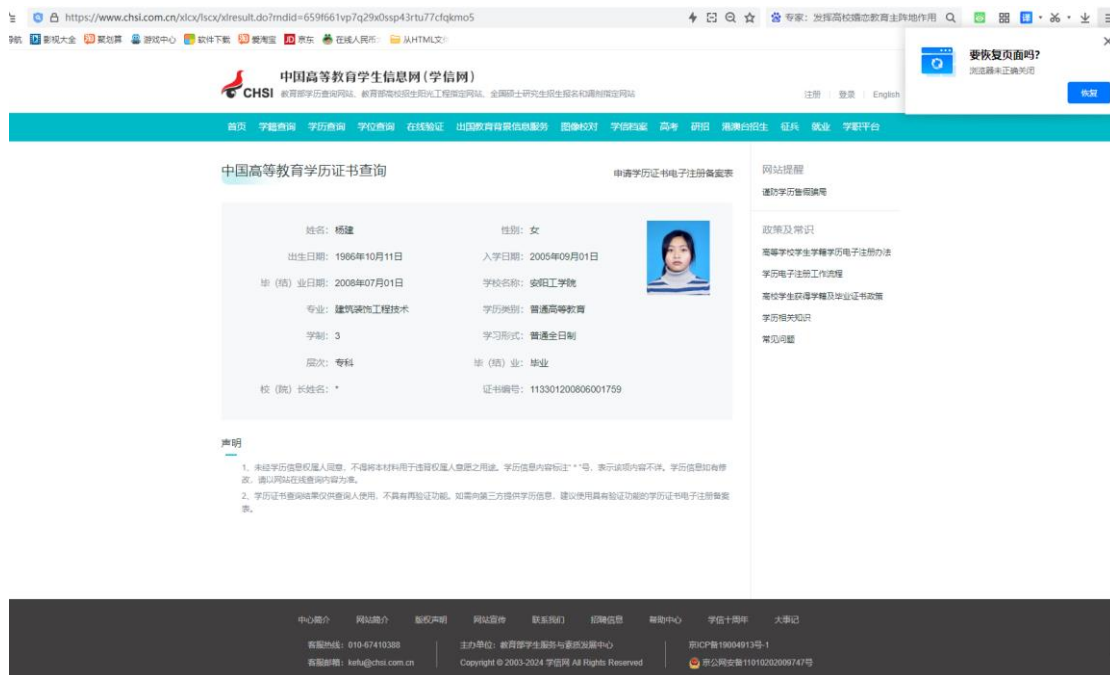 https://www.chsi.com.cn/xlcx/lscx/xlresult.do?rndid=659f661vp7q29x0ssp43rtu77cfqkmo5
专家：发挥高校婚恋教育主阵地作用
影视大全 聚划算 游戏中心 软件下载 爱淘宝 京东 在线人民币 从HTML文
要恢复页面吗?
浏览器未正确关闭
恢复
中国高等教育学生信息网（学信网）
CHSI 教育部学历查询网站、教育部高校招生阳光工程指定网站、全国硕士研究生招生报名和调剂指定网站
注册 登录 English
首页 学籍查询 学历查询 学位查询 在线验证 出国教育背景信息服务 图像校对 学信档案 高考 研招 港澳台招生 征兵 就业 学职平台
中国高等教育学历证书查询
申请学历证书电子注册备案表
姓名：杨建 性别：女
出生日期：1986年10月11日 入学日期：2005年09月01日
毕（结）业日期：2008年07月01日 学校名称：安阳工学院
专业：建筑装饰工程技术 学历类别：普通高等教育
学制：3 学习形式：普通全日制
层次：专科 毕（结）业：毕业
校（院）长姓名：* 证书编号：113301200806001759
网站提醒
谨防学历售假骗局
政策及常识
高等学校学生学籍学历电子注册办法
学历电子注册工作流程
高校学生获得学籍及毕业证书政策
学历相关知识
常见问题
声明
1、未经学历信息权属人同意，不得将本材料用于违背权属人意愿之用途。学历信息内容标注“*”号，表示该项内容不详。学历信息如有修
改，请以网站在线查询内容为准。
2、学历证书查询结果仅供查询人使用，不具有再验证功能。如需向第三方提供学历信息，建议使用具有验证功能的学历证书电子注册备案
表。
中心简介 网站简介 版权声明 网站宣传 联系我们 招聘信息 帮助中心 学信十周年 大事记
客服热线：010-67410388 主办单位：教育部学生服务与素质发展中心 京ICP备19004913号-1
客服邮箱：kefu@chsi.com.cn Copyright © 2003-2024 学信网 All Rights Reserved 京公网安备11010202009747号